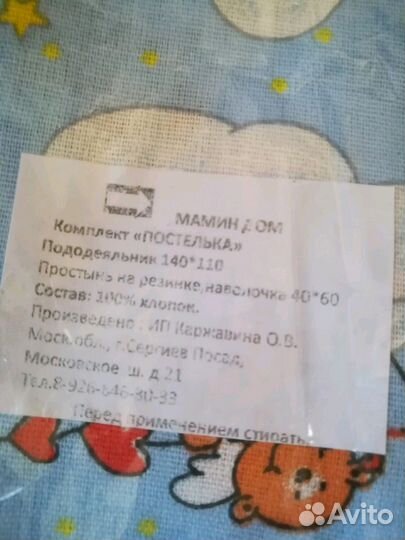 МАМИН ДОМ
Комплект «ПОСТЕЛЬКА»
Пододеяльник 140*110
Простынь на резинке,наволочка 40*60
Состав: 100% хлопок.
Произведено : ИП Каржавина О.В.
Моск.обл., г.Сергиев Посад,
Московское ш. д.21
Тел.8-926-646-80-33
Перед применением стирать.
Avito